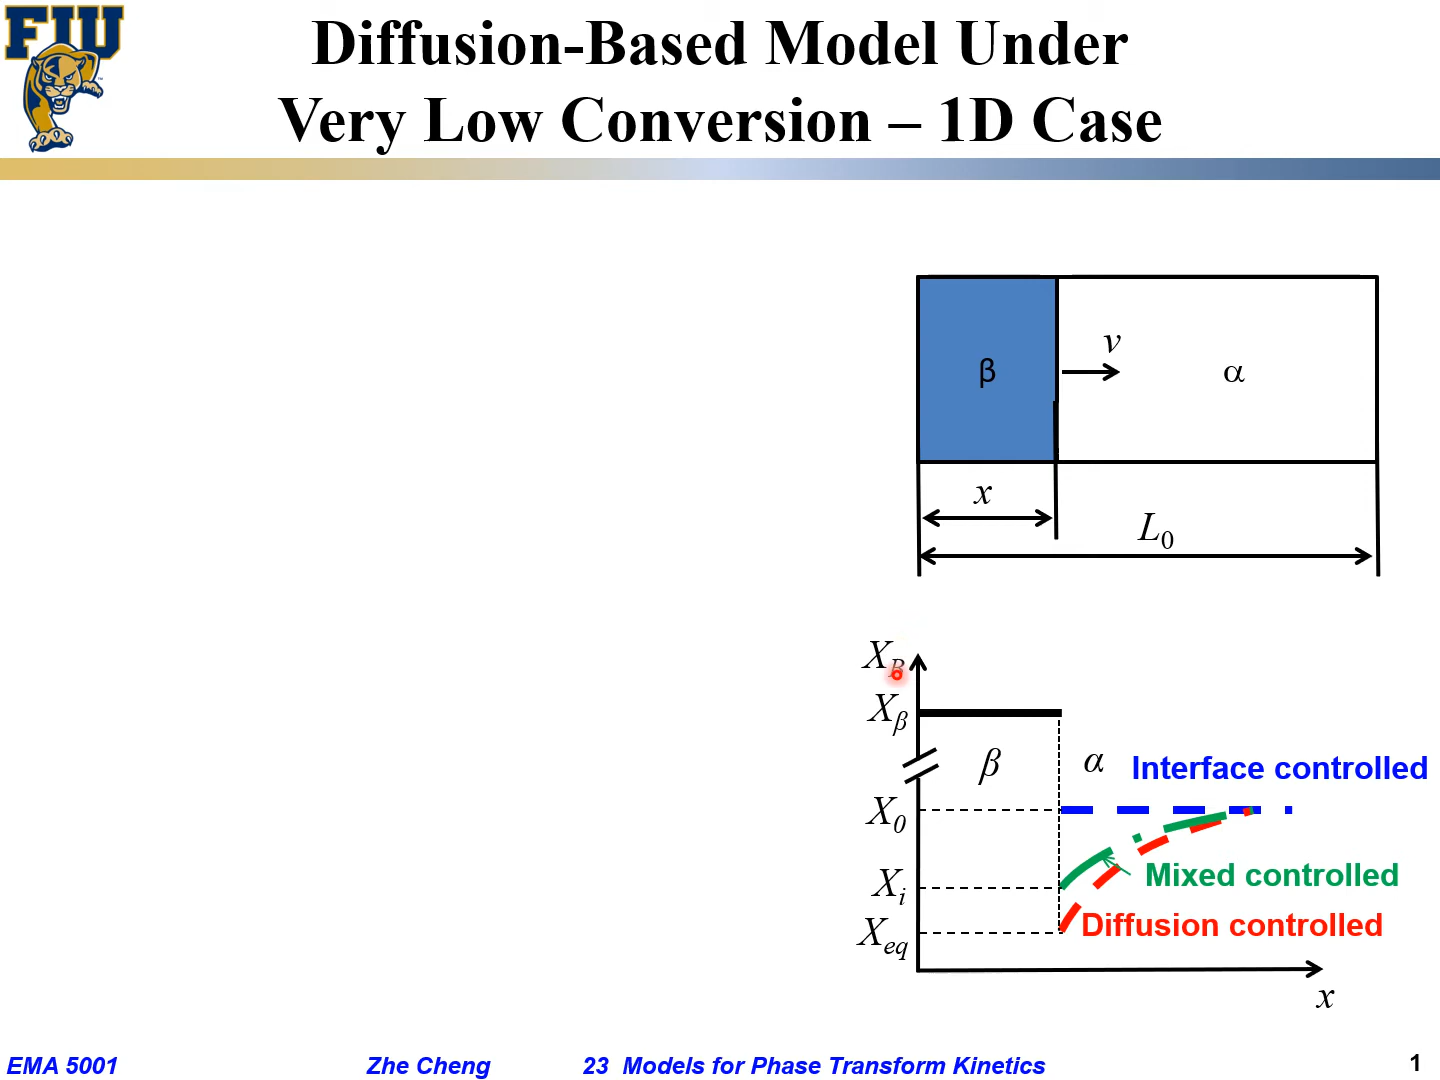 FIU
Diffusion-Based Model Under
Very Low Conversion – 1D Case
v
β
α
x
L0
XB
Xβ
β
α
Interface controlled
X0
Xi
Mixed controlled
Xeq
Diffusion controlled
x
EMA 5001
Zhe Cheng
23 Models for Phase Transform Kinetics
1